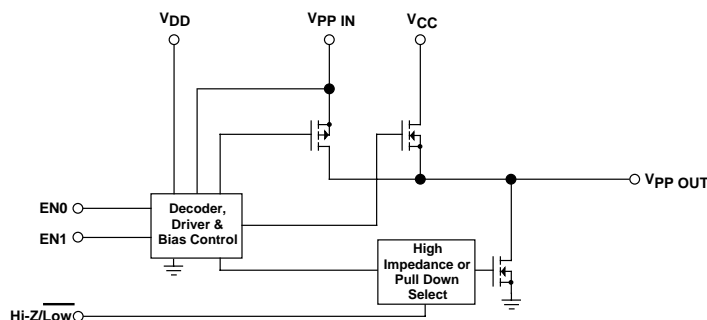 VDD
VPP IN
VCC
VPP OUT
EN0
EN1
Decoder,
Driver &
Bias Control
High
Impedance or
Pull Down
Select
Hi-Z/L̅o̅w̅